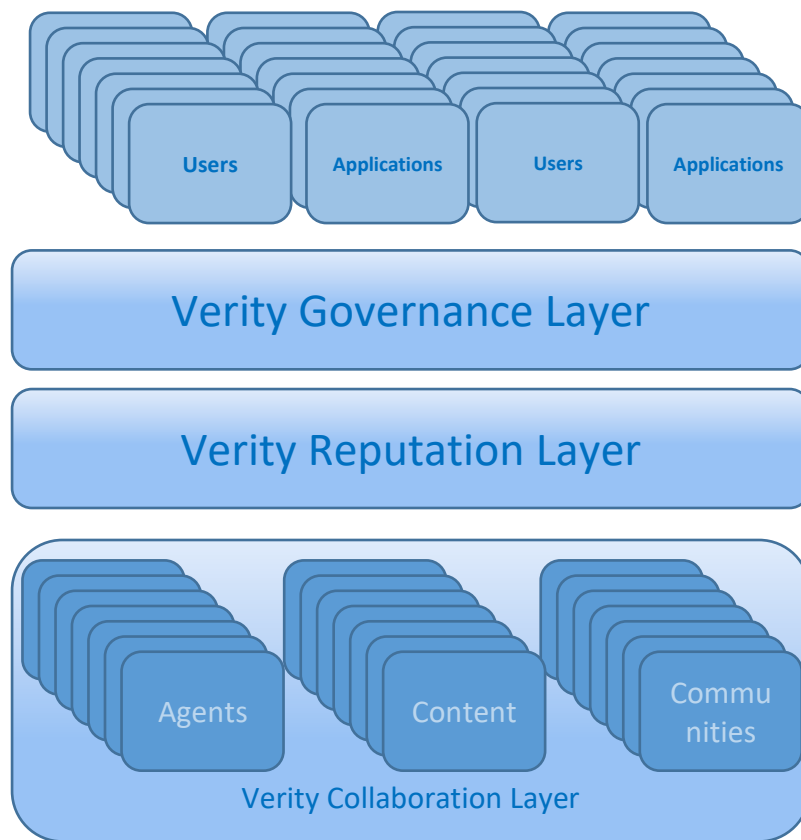 Users
Applications
Users
Applications
Verity Governance Layer
Verity Reputation Layer
Agents
Content
Commu
nities
Verity Collaboration Layer